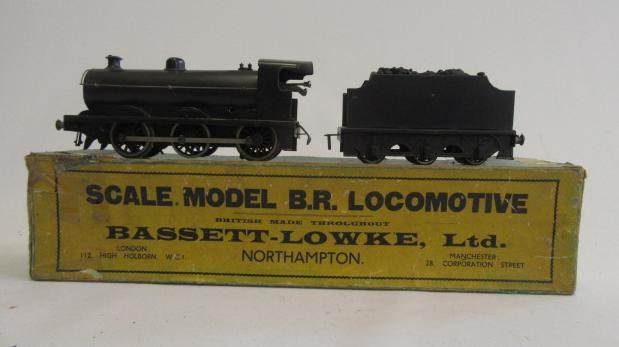 SCALE MODEL B.R. LOCOMOTIVE
BRITISH MADE THROUGHOUT
BASSETT-LOWKE, Ltd.
LONDON
112, HIGH HOLBORN, W.C.1
NORTHAMPTON.
MANCHESTER
28, CORPORATION STREET